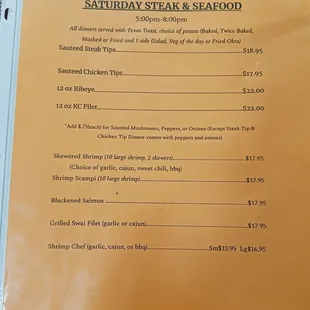 SATURDAY STEAK & SEAFOOD
5:00pm-8:00pm
All dinners served with Texas Toast, choice of potato (Baked, Twice Baked,
Mashed or Fries) and 1 side (Salad, Veg of the day or Fried Okra)
Sauteed Steak Tips...$18.95
Sauteed Chicken Tips...$17.95
12 oz Ribeye...$22.00
12 oz KC Filet...$22.00
*Add $.75(each) for Sauteed Mushrooms, Peppers, or Onions (Except Steak Tip &
Chicken Tip Dinner-comes with peppers and onions)
Skewered Shrimp (10 large shrimp, 2 skewers)...$17.95
(Choice of garlic, cajun, sweet chili, bbq)
Shrimp Scampi (10 large shrimp)...$17.95
Blackened Salmon...$17.95
Grilled Swai Filet (garlic or cajun)...$17.95
Shrimp Chef (garlic, cajun, or bbq)...Sm$13.95 Lg$16.95